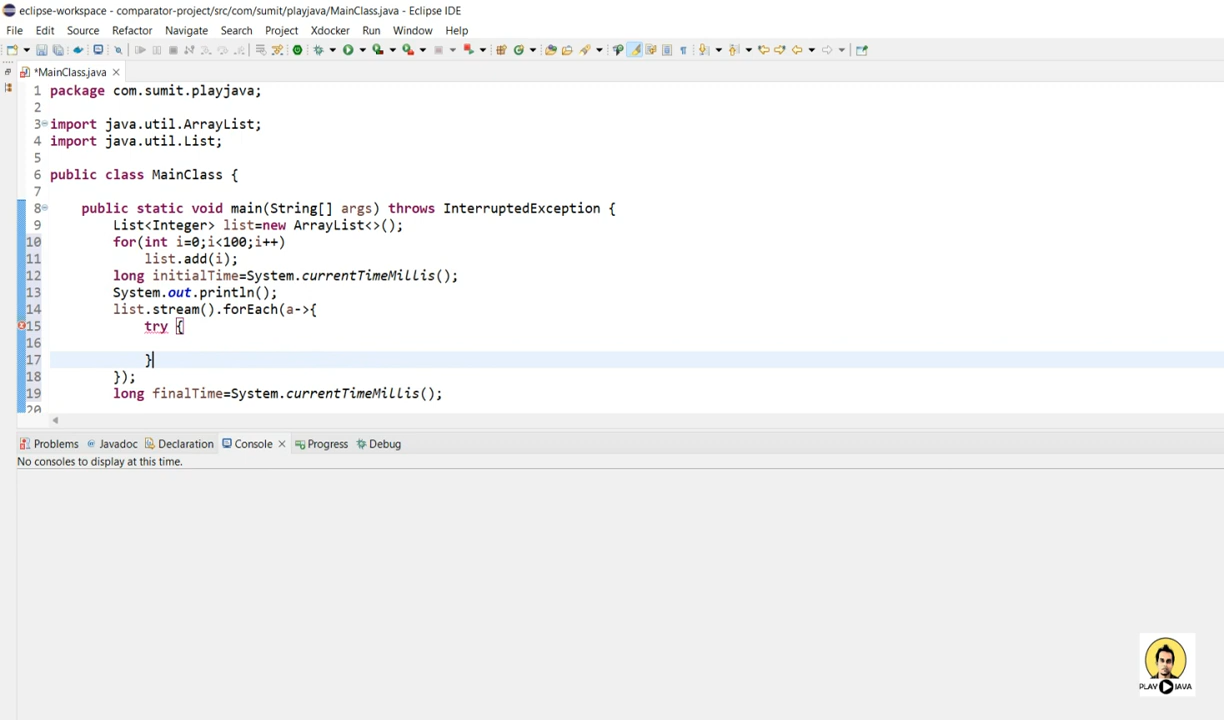 eclipse-workspace - comparator-project/src/com/sumit/playjava/MainClass.java - Eclipse IDE
File Edit Source Refactor Navigate Search Project Xdocker Run Window Help
*MainClass.java
1 package com.sumit.playjava;
2
3 import java.util.ArrayList;
4 import java.util.List;
5
6 public class MainClass {
7
8 public static void main(String[] args) throws InterruptedException {
9 List<Integer> list=new ArrayList<>();
10 for(int i=0;i<100;i++)
11 list.add(i);
12 long initialTime=System.currentTimeMillis();
13 System.out.println();
14 list.stream().forEach(a->{
15 try {
16
17 }
18 });
19 long finalTime=System.currentTimeMillis();
20
Problems Javadoc Declaration Console Progress Debug
No consoles to display at this time.
PLAY JAVA